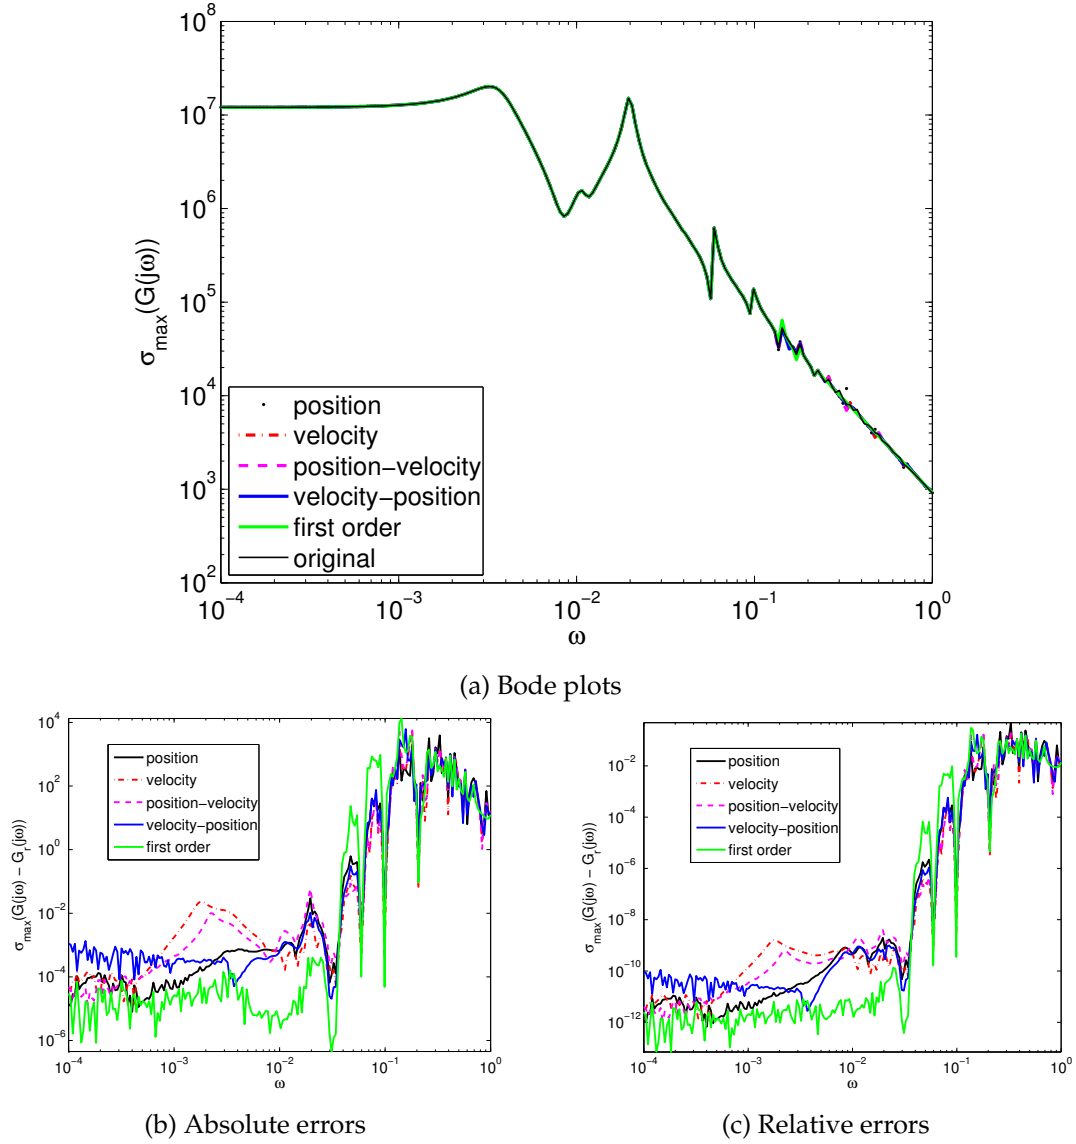 10^8
10^7
10^6
10^5
10^4
10^3
10^2
σ_max(G(jω))
position
velocity
position−velocity
velocity−position
first order
original
10^−4 10^−3 10^−2 10^−1 10^0
ω
(a) Bode plots
10^4
10^2
10^0
10^−2
10^−4
10^−6
σ_max(G(jω) − G_r(jω))
position
velocity
position−velocity
velocity−position
first order
10^−4 10^−3 10^−2 10^−1 10^0
ω
(b) Absolute errors
10^−2
10^−4
10^−6
10^−8
10^−10
10^−12
σ_max(G(jω) − G_r(jω))
position
velocity
position−velocity
velocity−position
first order
10^−4 10^−3 10^−2 10^−1 10^0
ω
(c) Relative errors